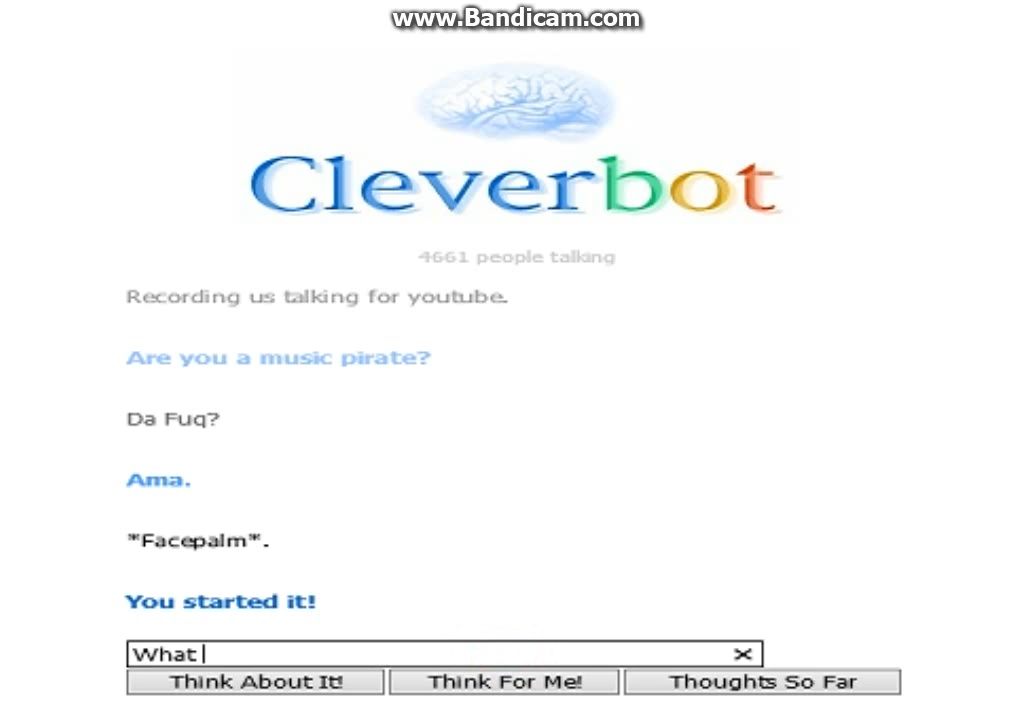 www.Bandicam.com
Cleverbot
4661 people talking
Recording us talking for youtube.
Are you a music pirate?
Da Fuq?
Ama.
*Facepalm*.
You started it!
What
Think About It! Think For Me! Thoughts So Far